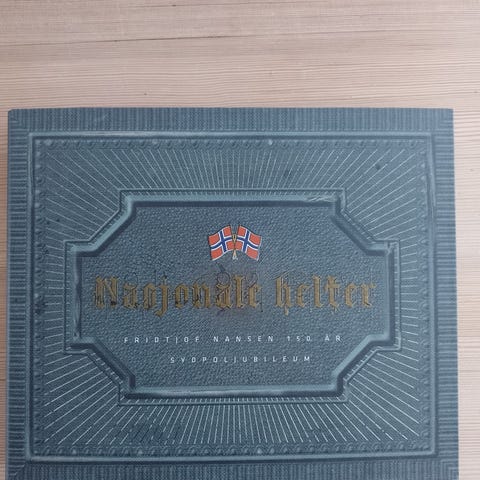 Nasjonale helter
FRIDTJOF NANSEN 150 ÅR
SYDPOLJUBILEUM